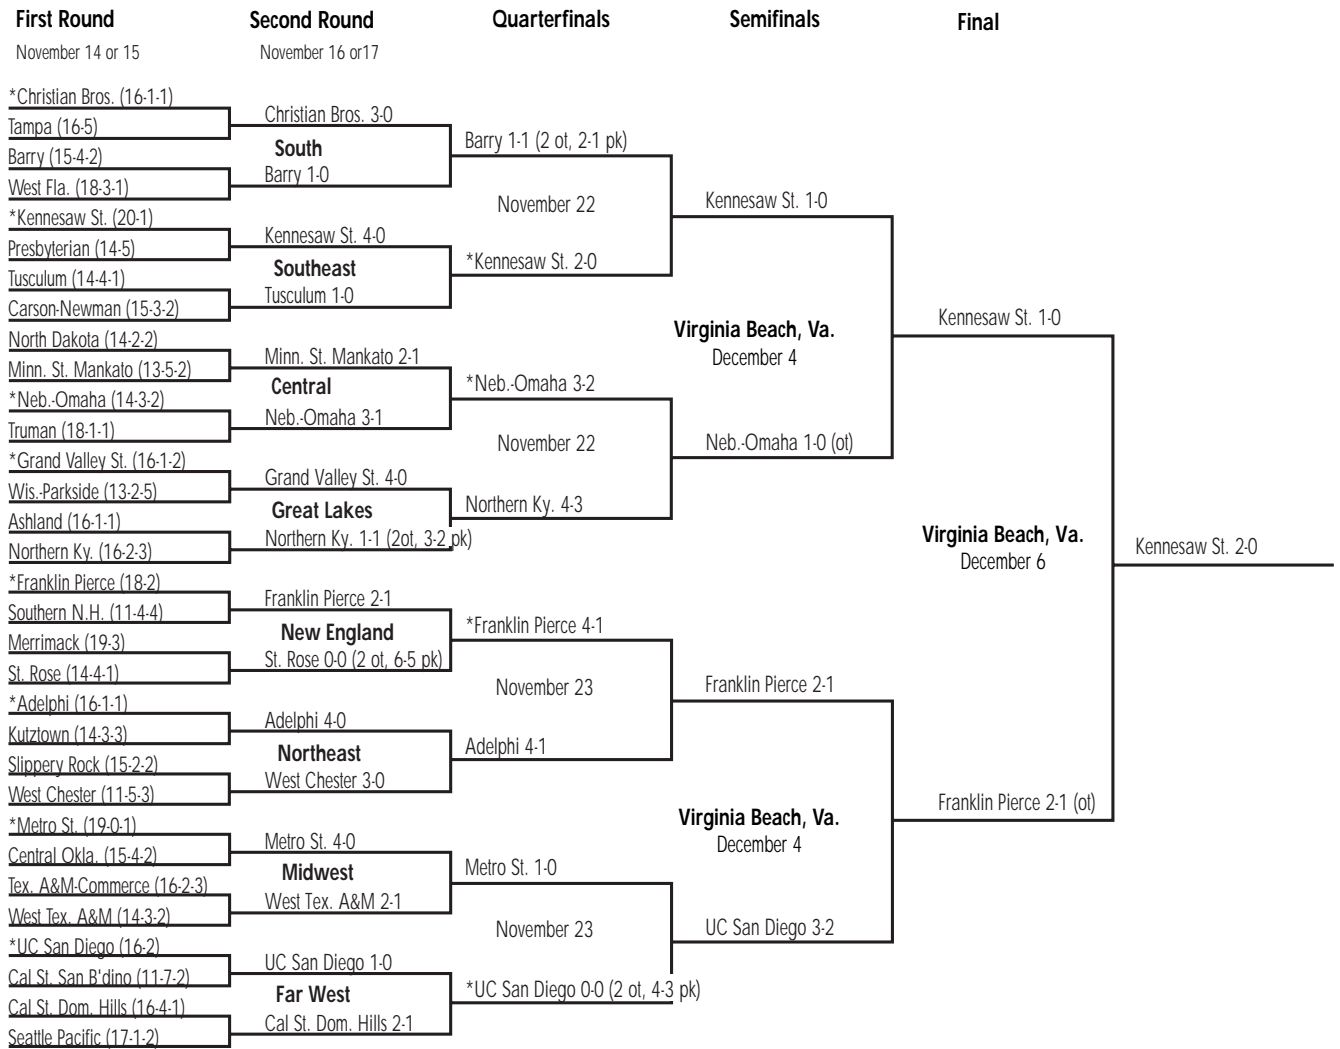 First Round
November 14 or 15
*Christian Bros. (16-1-1)
Tampa (16-5)
Barry (15-4-2)
West Fla. (18-3-1)
*Kennesaw St. (20-1)
Presbyterian (14-5)
Tusculum (14-4-1)
Carson-Newman (15-3-2)
North Dakota (14-2-2)
Minn. St. Mankato (13-5-2)
*Neb.-Omaha (14-3-2)
Truman (18-1-1)
*Grand Valley St. (16-1-2)
Wis.-Parkside (13-2-5)
Ashland (16-1-1)
Northern Ky. (16-2-3)
*Franklin Pierce (18-2)
Southern N.H. (11-4-4)
Merrimack (19-3)
St. Rose (14-4-1)
*Adelphi (16-1-1)
Kutztown (14-3-3)
Slippery Rock (15-2-2)
West Chester (11-5-3)
*Metro St. (19-0-1)
Central Okla. (15-4-2)
Tex. A&M-Commerce (16-2-3)
West Tex. A&M (14-3-2)
*UC San Diego (16-2)
Cal St. San B'dino (11-7-2)
Cal St. Dom. Hills (16-4-1)
Seattle Pacific (17-1-2)
Second Round
November 16 or17
Christian Bros. 3-0
South
Barry 1-0
Kennesaw St. 4-0
Southeast
Tusculum 1-0
Minn. St. Mankato 2-1
Central
Neb.-Omaha 3-1
Grand Valley St. 4-0
Great Lakes
Northern Ky. 1-1 (2ot, 3-2 pk)
Franklin Pierce 2-1
New England
St. Rose 0-0 (2 ot, 6-5 pk)
Adelphi 4-0
Northeast
West Chester 3-0
Metro St. 4-0
Midwest
West Tex. A&M 2-1
UC San Diego 1-0
Far West
Cal St. Dom. Hills 2-1
Quarterfinals
Barry 1-1 (2 ot, 2-1 pk)
November 22
*Kennesaw St. 2-0
*Neb.-Omaha 3-2
November 22
Northern Ky. 4-3
*Franklin Pierce 4-1
November 23
Adelphi 4-1
Metro St. 1-0
November 23
*UC San Diego 0-0 (2 ot, 4-3 pk)
Semifinals
Kennesaw St. 1-0
Virginia Beach, Va.
December 4
Neb.-Omaha 1-0 (ot)
Franklin Pierce 2-1
Virginia Beach, Va.
December 4
UC San Diego 3-2
Final
Kennesaw St. 1-0
Virginia Beach, Va.
December 6
Franklin Pierce 2-1 (ot)
Kennesaw St. 2-0